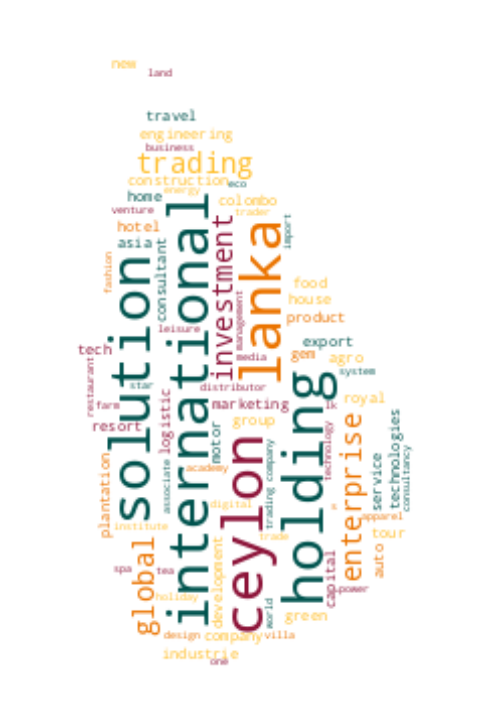 new
land
travel
engineering
business
trading
construction
eco
energy
home
colombo
venture
trader
hotel
asia
import
international
lanka
investment
solution
consultant
fashion
management
food
house
product
leisure
export
tech
media
gem
agro
system
restaurant
star
distributor
holding
farm
marketing
lk
royal
resort
logistic
motor
group
enterprise
technologies
ceylon
technology
plantation
associate
academy
trading company
service
consultancy
digital
a
apparel
institute
trade
tour
global
development
auto
spa
tea
capital
power
holiday
world
green
design
company
villa
industrie
one